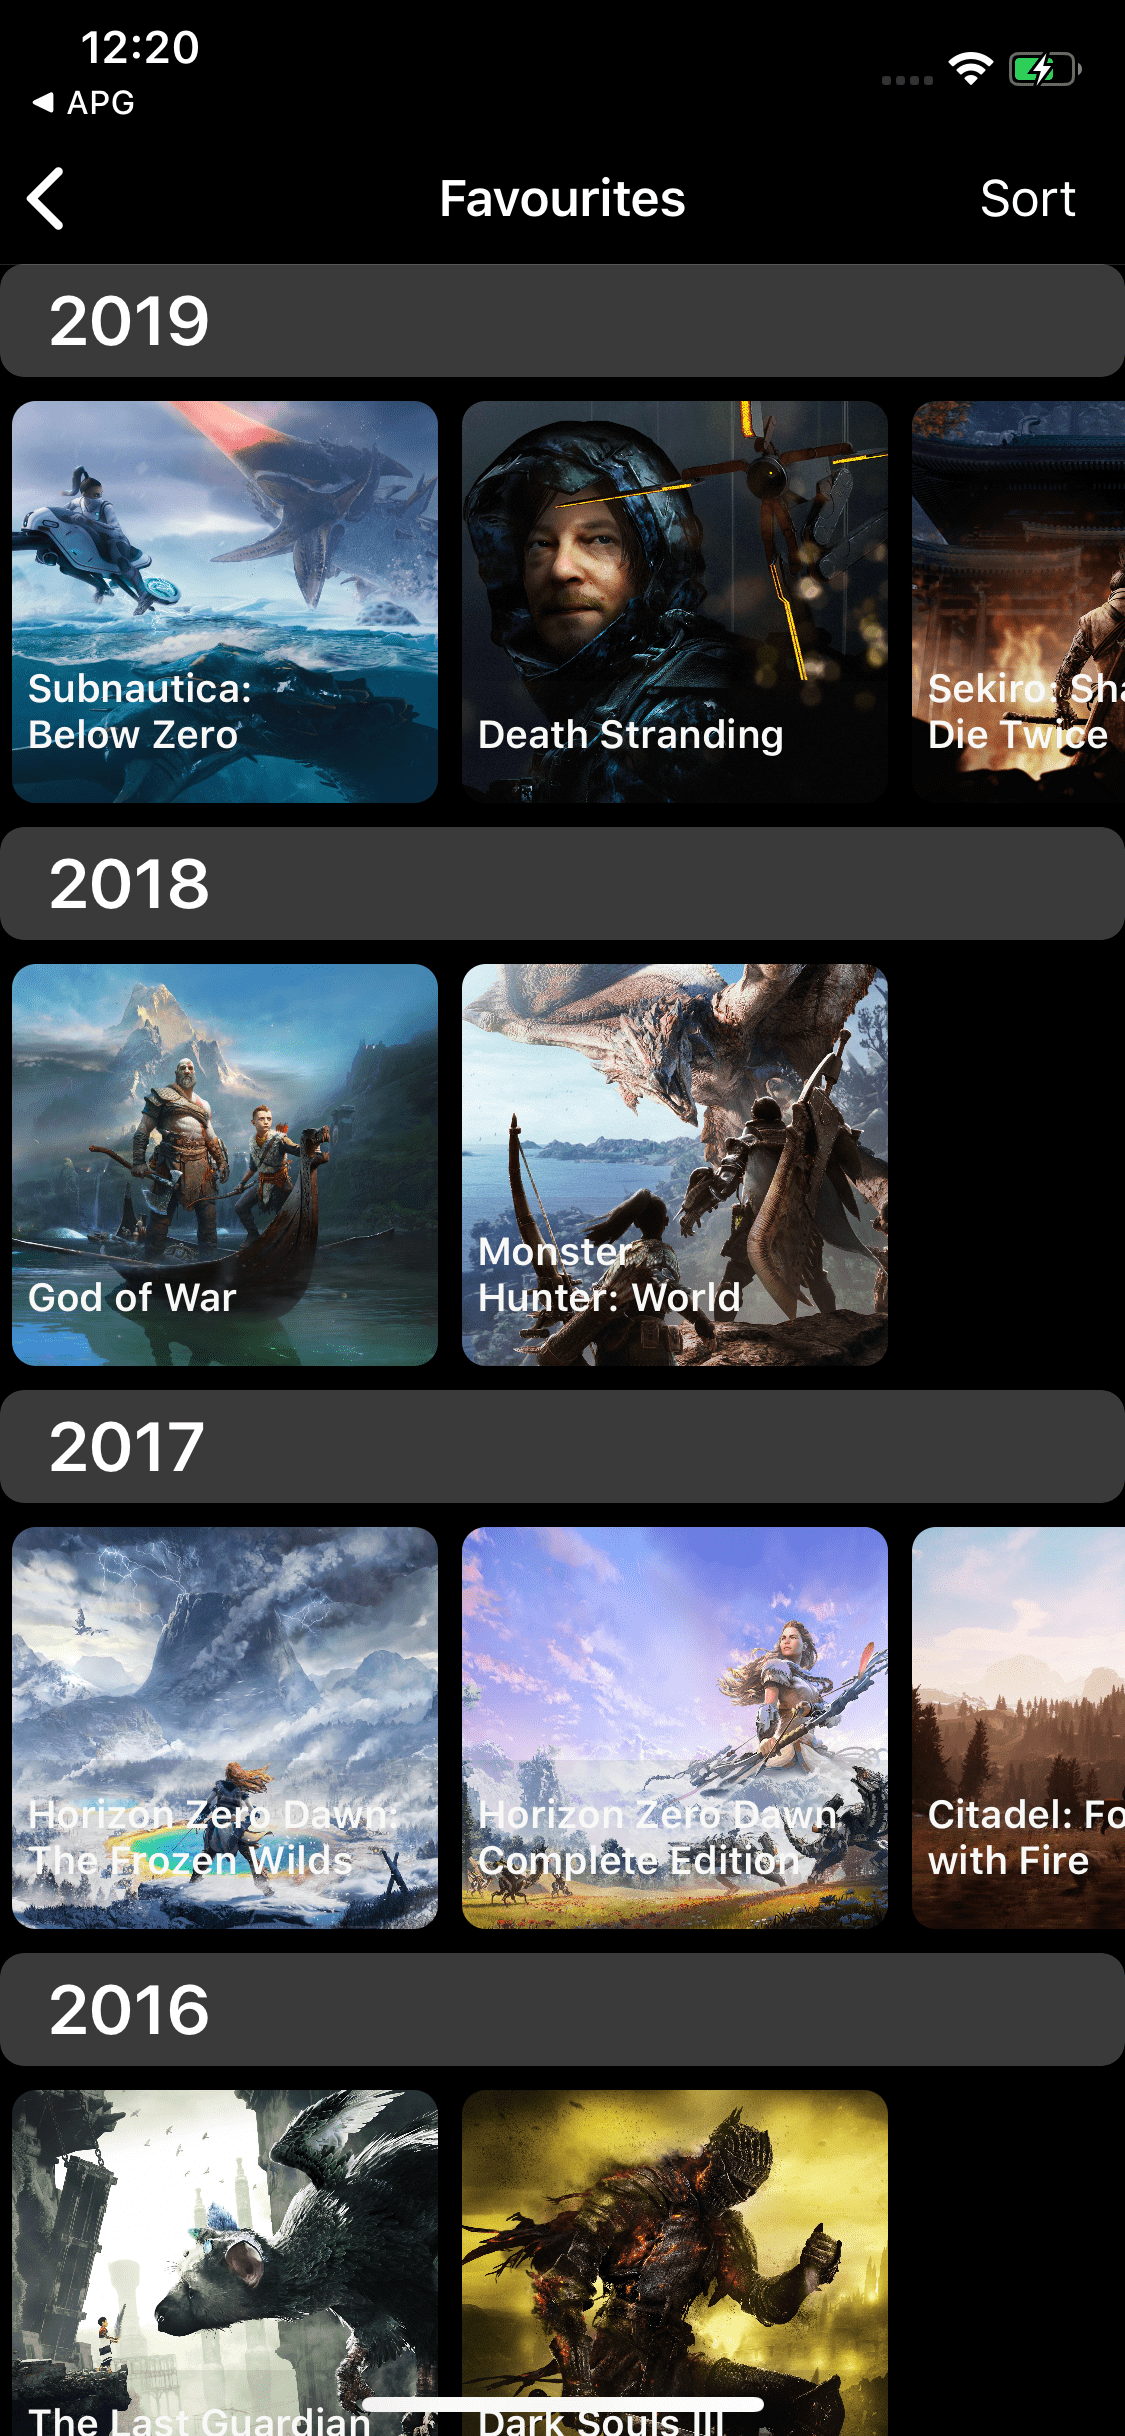 12:20
◀ APG
Favourites
Sort
2019
Subnautica:
Below Zero
Death Stranding
Sekiro: Sha
Die Twice
2018
God of War
Monster
Hunter: World
2017
Horizon Zero Dawn:
The Frozen Wilds
Horizon Zero Dawn:
Complete Edition
Citadel: Fo
with Fire
2016
The Last Guardian
Dark Souls III